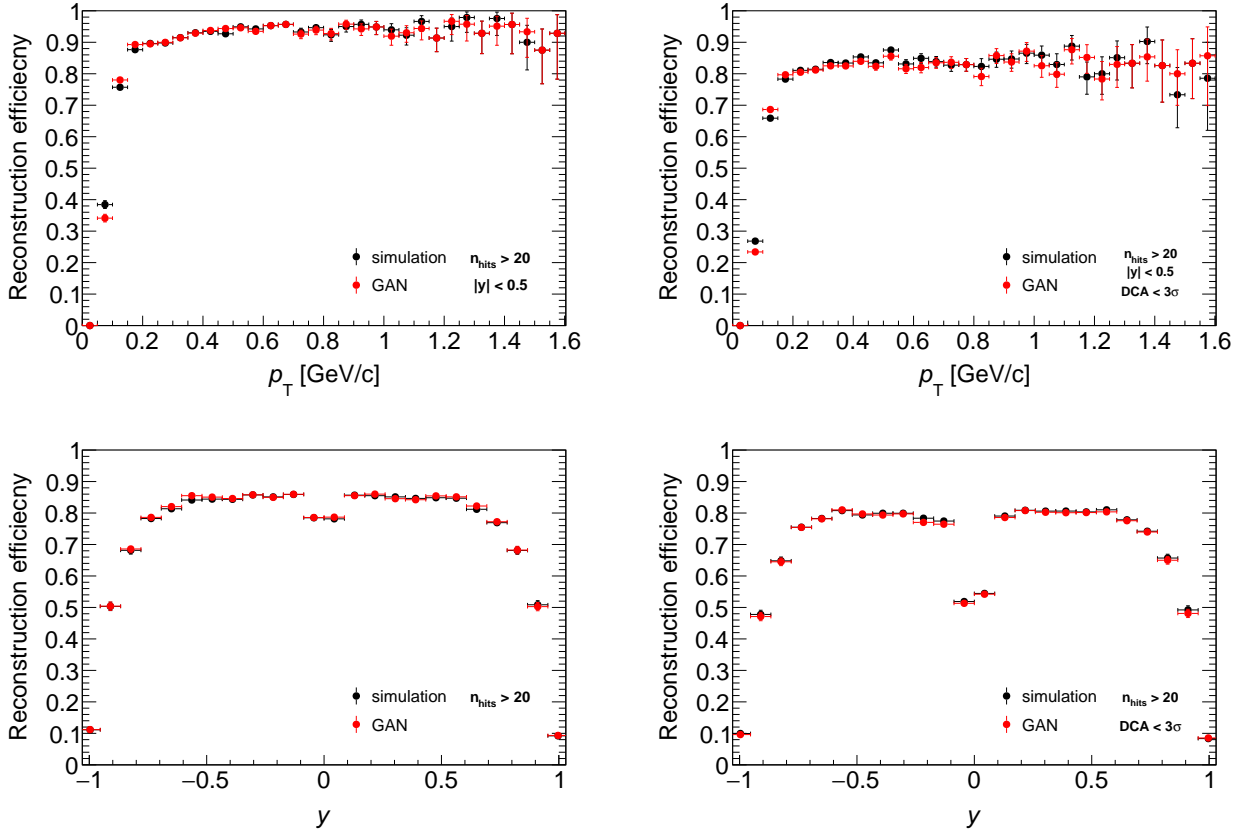 Reconstruction efficiecny
1
0.9
0.8
0.7
0.6
0.5
0.4
0.3
0.2
0.1
0
simulation
GAN
n_hits > 20
|y| < 0.5
0 0.2 0.4 0.6 0.8 1 1.2 1.4 1.6
p_T [GeV/c]
Reconstruction efficiecny
1
0.9
0.8
0.7
0.6
0.5
0.4
0.3
0.2
0.1
0
simulation
GAN
n_hits > 20
|y| < 0.5
DCA < 3σ
0 0.2 0.4 0.6 0.8 1 1.2 1.4 1.6
p_T [GeV/c]
Reconstruction efficiecny
1
0.9
0.8
0.7
0.6
0.5
0.4
0.3
0.2
0.1
0
simulation
GAN
n_hits > 20
−1 −0.5 0 0.5 1
y
Reconstruction efficiecny
1
0.9
0.8
0.7
0.6
0.5
0.4
0.3
0.2
0.1
0
simulation
GAN
n_hits > 20
DCA < 3σ
−1 −0.5 0 0.5 1
y